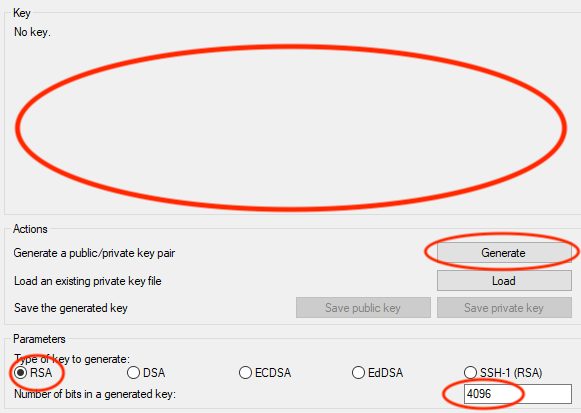 Key
No key.
Actions
Generate a public/private key pair Generate
Load an existing private key file Load
Save the generated key Save public key Save private key
Parameters
Type of key to generate:
RSA DSA ECDSA EdDSA SSH-1 (RSA)
Number of bits in a generated key: 4096